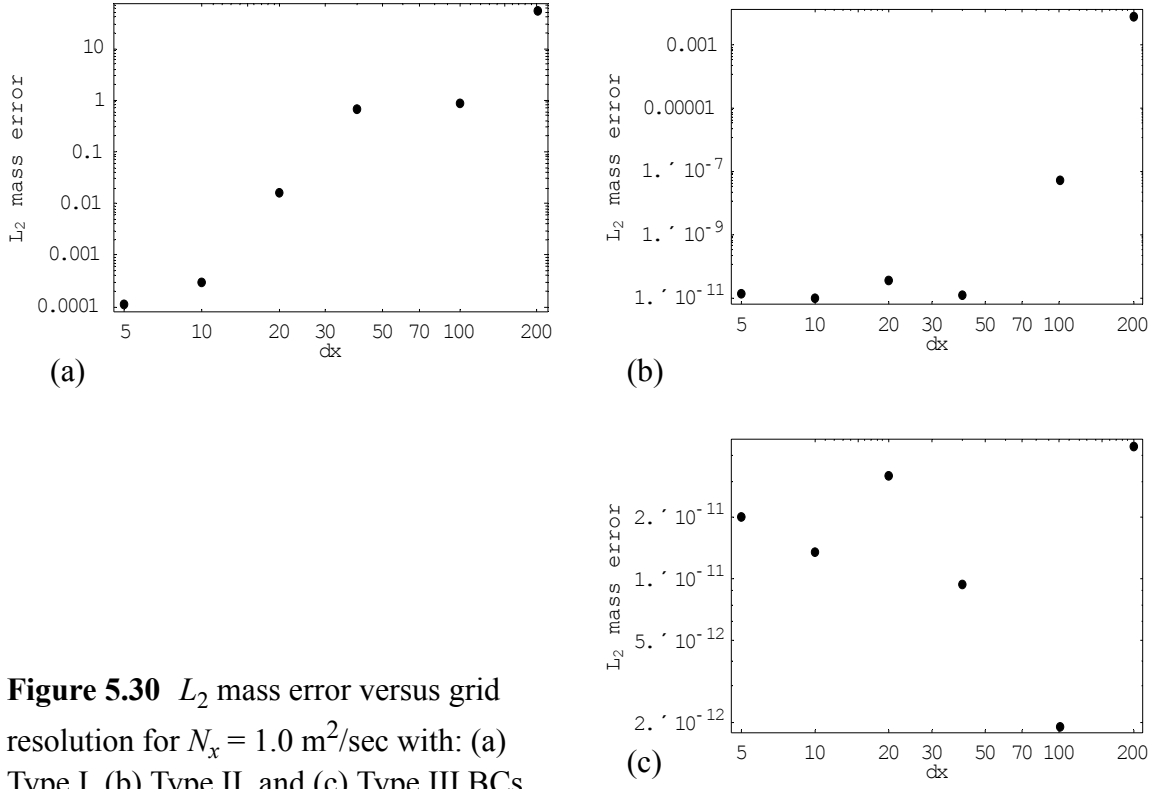 L2 mass error
10
1
0.1
0.01
0.001
0.0001
5 10 20 30 50 70 100 200
dx
(a)
L2 mass error
0.001
0.00001
1.´ 10-7
1.´ 10-9
1.´ 10-11
5 10 20 30 50 70 100 200
dx
(b)
L2 mass error
2.´ 10-11
1.´ 10-11
5.´ 10-12
2.´ 10-12
5 10 20 30 50 70 100 200
dx
(c)
Figure 5.30 L2 mass error versus grid
resolution for Nx = 1.0 m2/sec with: (a)
Type I, (b) Type II, and (c) Type III BCs